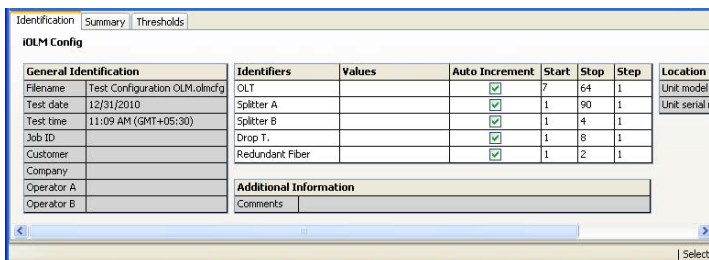 Identification Summary Thresholds
iOLM Config
General Identification
Filename Test Configuration OLM.olmcfg
Test date 12/31/2010
Test time 11:09 AM (GMT+05:30)
Job ID
Customer
Company
Operator A
Operator B
Identifiers Values Auto Increment Start Stop Step
OLT 7 64 1
Splitter A 1 90 1
Splitter B 1 4 1
Drop T. 1 8 1
Redundant Fiber 1 2 1
Additional Information
Comments
Location
Unit model
Unit serial
| Select